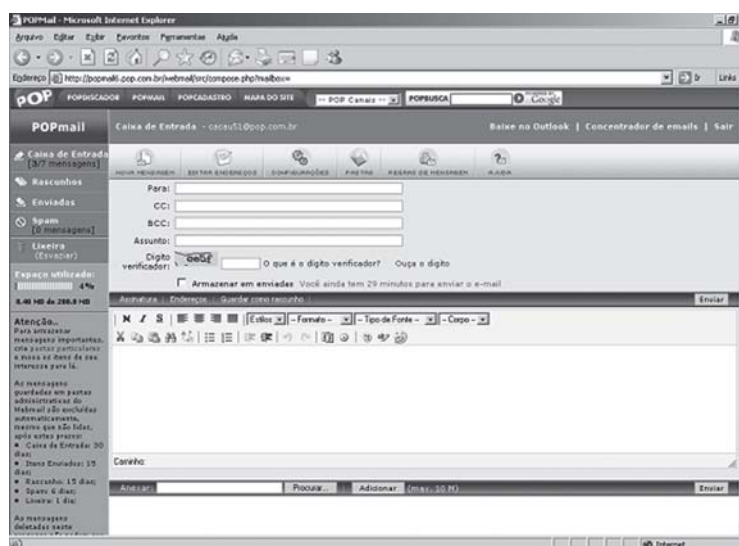 POPMail - Microsoft Internet Explorer
Arquivo Editar Exibir Favoritos Ferramentas Ajuda
Endereço http://popmail6.pop.com.br/webmail/src/compose.php?mailbox=
Ir Links
POP POPDISCADOR POPMAIL POPCADASTRO MAPA DO SITE -- POP Canais -- POPBUSCA Google
POPmail
Caixa de Entrada - cacau51@pop.com.br
Baixe no Outlook | Concentrador de emails | Sair
Caixa de Entrada
[3/7 mensagens]
Rascunhos
Enviadas
Spam
[0 mensagens]
Lixeira
(Esvaziar)
Espaço utilizado:
4%
8.40 MB de 200.0 MB
NOVA MENSAGEM EDITAR ENDEREÇOS CONFIGURAÇÕES PASTAS REGRAS DE MENSAGEM AJUDA
Para:
CC:
BCC:
Assunto:
Digito verificador:
O que é o digito verificador? Ouça o digito
Armazenar em enviadas Você ainda tem 29 minutos para enviar o e-mail
Assinatura | Endereços | Guardar como rascunho
Enviar
N I S Estilos -- Formato -- -- Tipo de Fonte -- -- Corpo --
Caminho:
Anexar: Procurar... Adicionar (max. 10 M)
Enviar
Atenção..
Para armazenar
mensagens importantes,
crie pastas particulares
e mova os itens de seu
interesse para lá.
As mensagens
guardadas em pastas
administrativas do
Webmail são excluídas
automaticamente,
mesmo que não lidas,
após estes prazos:
Caixa de Entrada: 30
dias;
Itens Enviados: 15
dias;
Rascunho: 15 dias;
Spam: 6 dias;
Lixeira: 1 dia;
As mensagens
deletadas neste
Internet